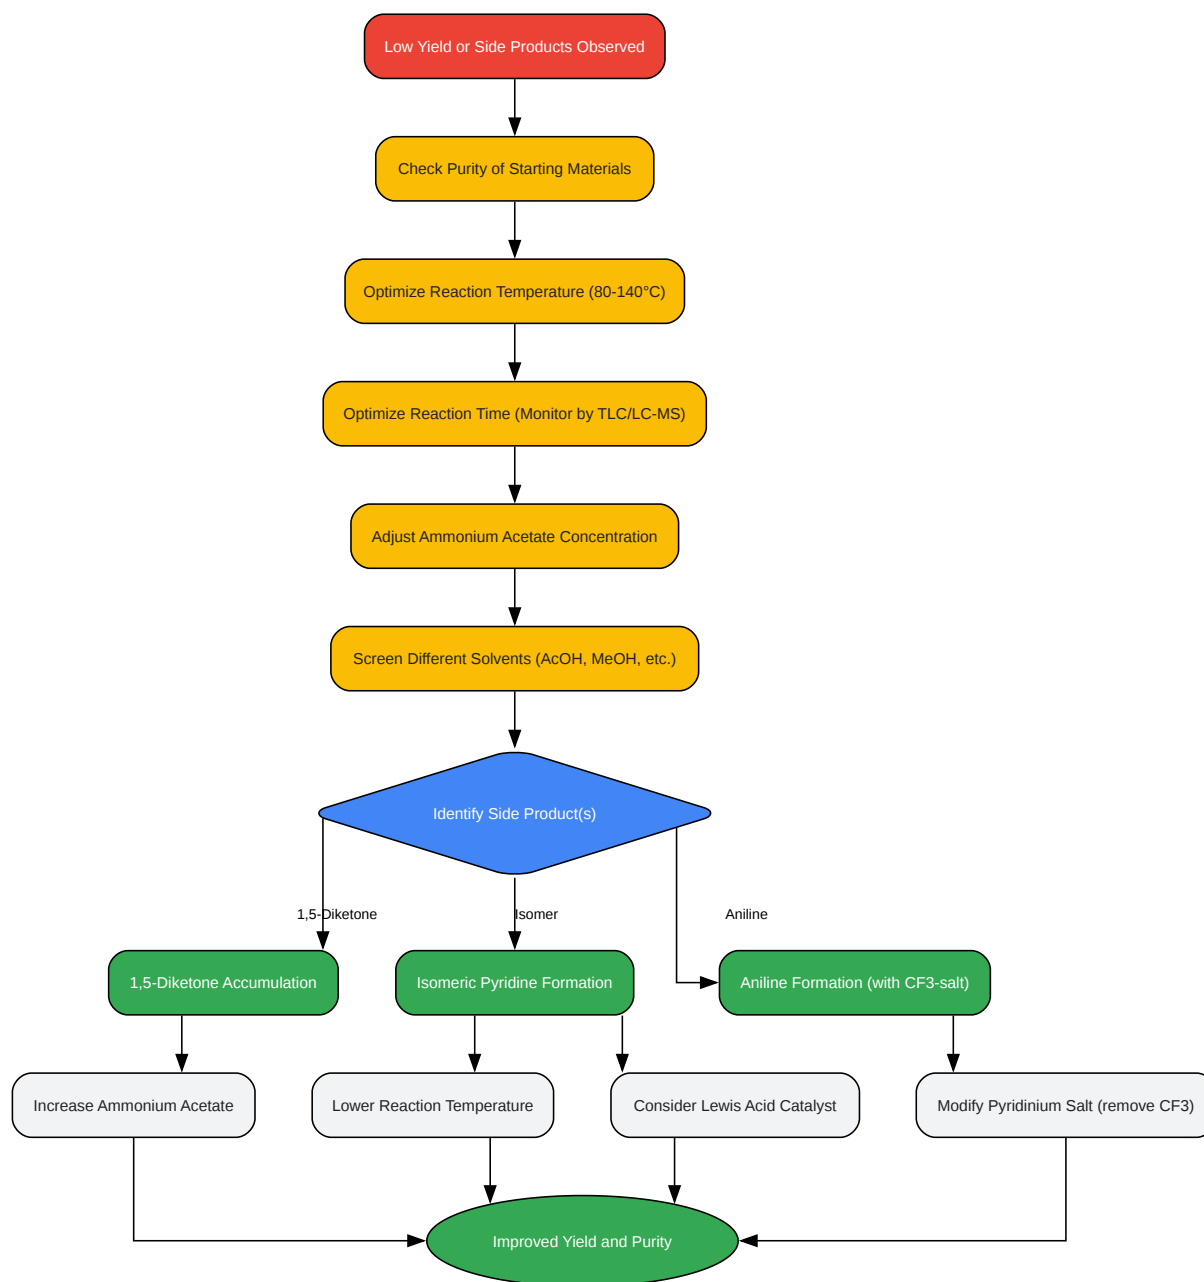 Low Yield or Side Products Observed
Check Purity of Starting Materials
Optimize Reaction Temperature (80-140°C)
Optimize Reaction Time (Monitor by TLC/LC-MS)
Adjust Ammonium Acetate Concentration
Screen Different Solvents (AcOH, MeOH, etc.)
Identify Side Product(s)
1,5-Diketone
Isomer
Aniline
1,5-Diketone Accumulation
Isomeric Pyridine Formation
Aniline Formation (with CF3-salt)
Increase Ammonium Acetate
Lower Reaction Temperature
Consider Lewis Acid Catalyst
Modify Pyridinium Salt (remove CF3)
Improved Yield and Purity